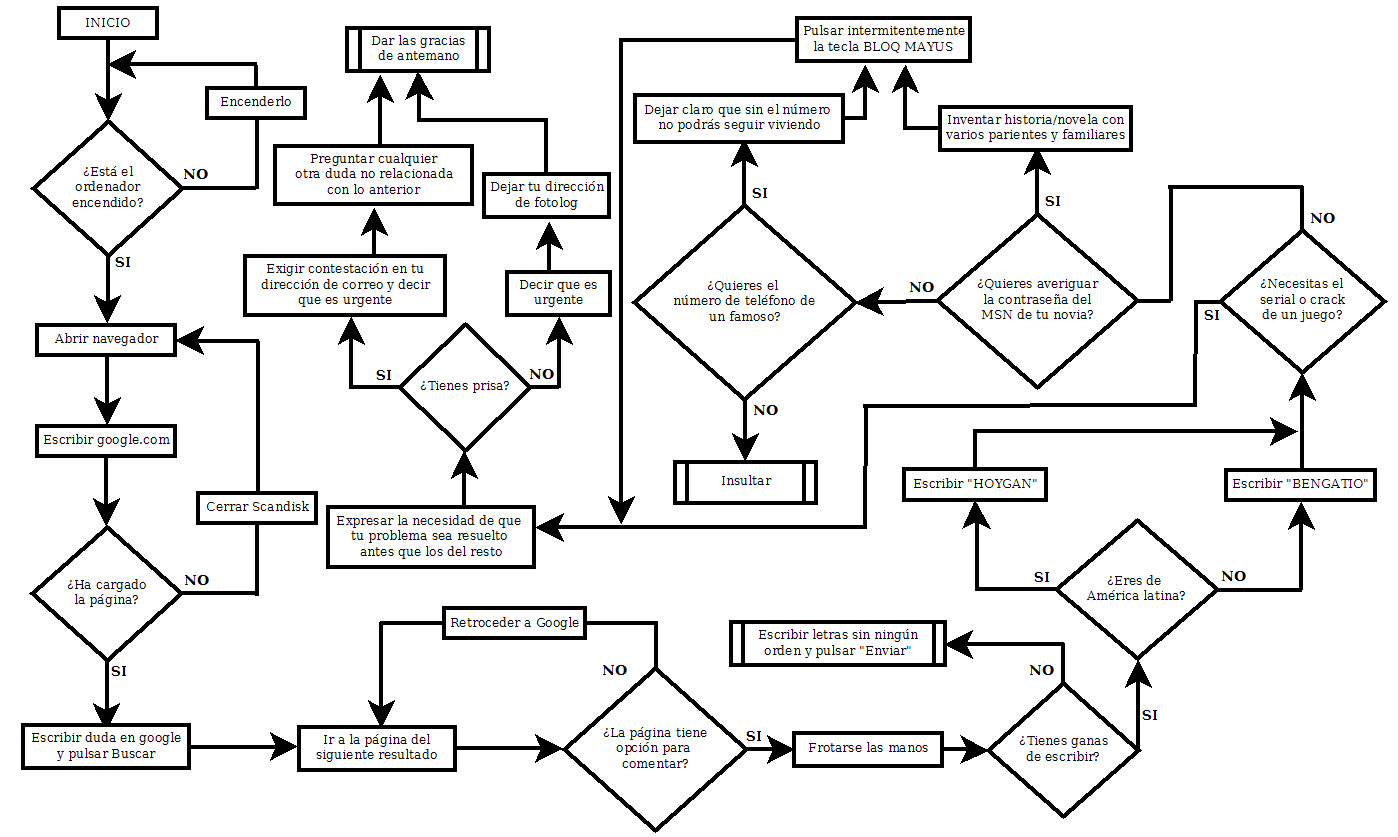 INICIO
Encenderlo
¿Está el
ordenador
encendido?
NO
SI
Abrir navegador
Escribir google.com
Cerrar Scandisk
¿Ha cargado
la página?
NO
SI
Escribir duda en google
y pulsar Buscar
Ir a la página del
siguiente resultado
Retroceder a Google
NO
¿La página tiene
opción para
comentar?
SI
Frotarse las manos
¿Tienes ganas
de escribir?
NO
SI
Escribir letras sin ningún
orden y pulsar "Enviar"
¿Eres de
América latina?
SI
NO
Escribir "HOYGAN"
Escribir "BENGATIO"
¿Necesitas el
serial o crack
de un juego?
NO
SI
¿Quieres averiguar
la contraseña del
MSN de tu novia?
SI
NO
Inventar historia/novela con
varios parientes y familiares
¿Quieres el
número de teléfono de
un famoso?
SI
NO
Dejar claro que sin el número
no podrás seguir viviendo
Pulsar intermitentemente
la tecla BLOQ MAYUS
Insultar
Expresar la necesidad de que
tu problema sea resuelto
antes que los del resto
¿Tienes prisa?
SI
NO
Exigir contestación en tu
dirección de correo y decir
que es urgente
Decir que es
urgente
Preguntar cualquier
otra duda no relacionada
con lo anterior
Dejar tu dirección
de fotolog
Dar las gracias
de antemano